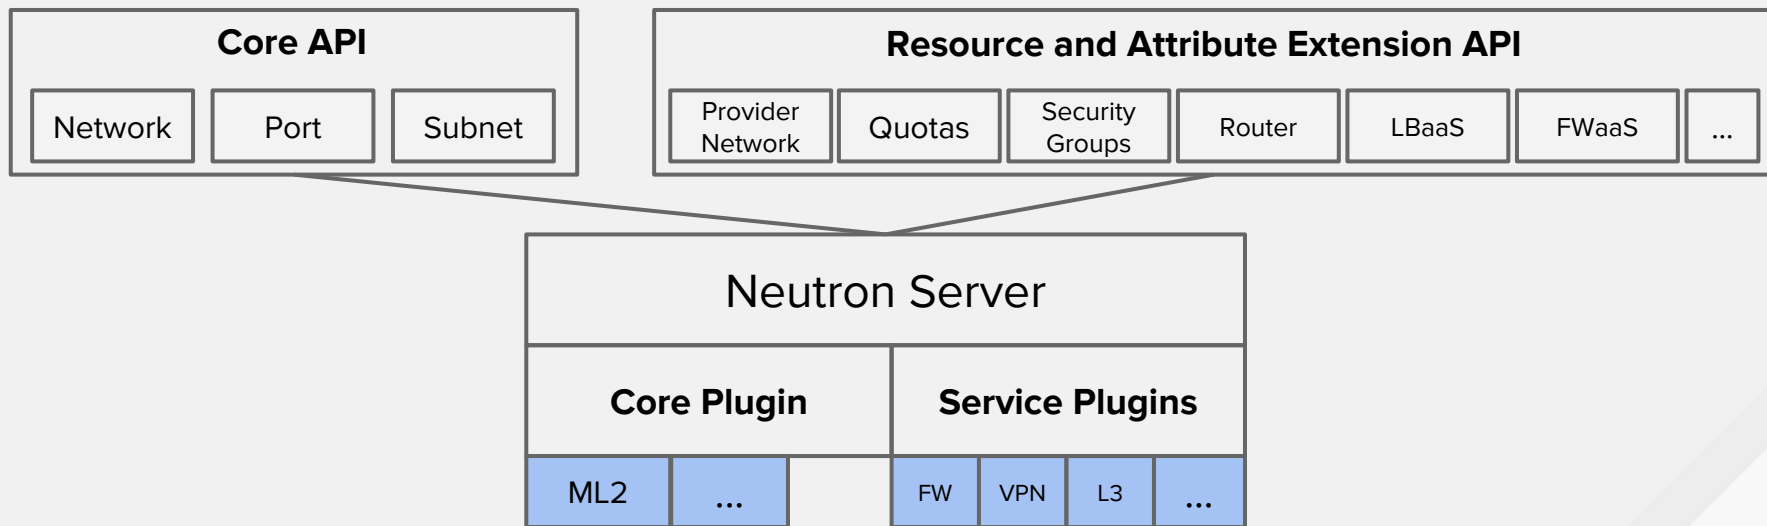 Core API
Network
Port
Subnet
Resource and Attribute Extension API
Provider
Network
Quotas
Security
Groups
Router
LBaaS
FWaaS
...
Neutron Server
Core Plugin
Service Plugins
ML2
...
FW
VPN
L3
...